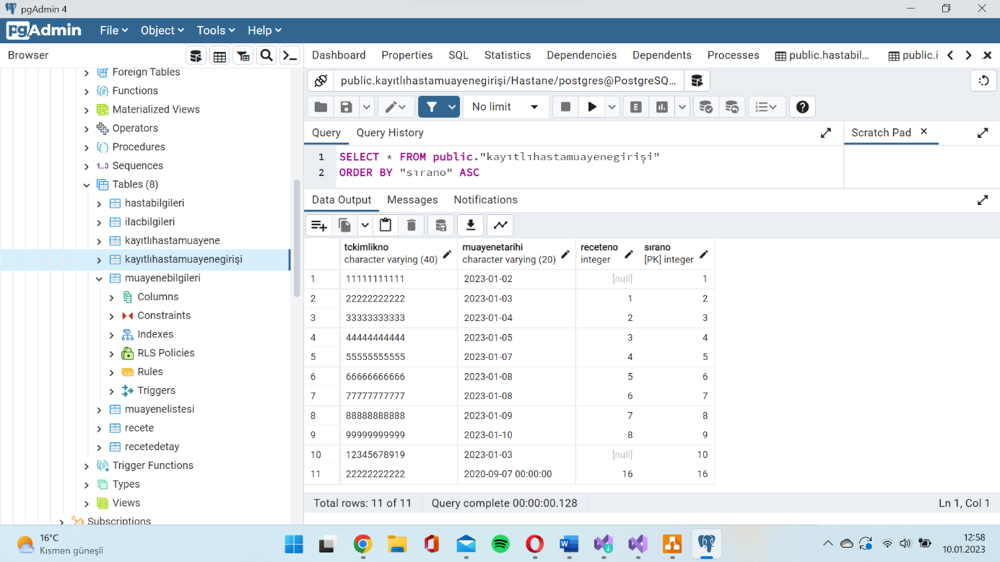 pgAdmin 4
pgAdmin File Object Tools Help
Browser
Dashboard Properties SQL Statistics Dependencies Dependents Processes public.hastabil... public.i
public.kayıtlıhastamuayenegirişi/Hastane/postgres@PostgreSQ...
No limit
Query Query History
Scratch Pad
1 SELECT * FROM public."kayıtlıhastamuayenegirişi"
2 ORDER BY "sırano" ASC
Data Output Messages Notifications
Foreign Tables
Functions
Materialized Views
Operators
Procedures
1..3 Sequences
Tables (8)
hastabilgileri
ilacbilgileri
kayıtlıhastamuayene
kayıtlıhastamuayenegirişi
muayenebilgileri
Columns
Constraints
Indexes
RLS Policies
Rules
Triggers
muayenelistesi
recete
recetedetay
Trigger Functions
Types
Views
Subscriptions
tckimlikno muayenetarihi receteno sırano
character varying (40) character varying (20) integer [PK] integer
1 11111111111 2023-01-02 [null] 1
2 22222222222 2023-01-03 1 2
3 33333333333 2023-01-04 2 3
4 44444444444 2023-01-05 3 4
5 55555555555 2023-01-07 4 5
6 66666666666 2023-01-08 5 6
7 77777777777 2023-01-08 6 7
8 88888888888 2023-01-09 7 8
9 99999999999 2023-01-10 8 9
10 12345678919 2023-01-03 [null] 10
11 22222222222 2020-09-07 00:00:00 16 16
Total rows: 11 of 11 Query complete 00:00:00.128 Ln 1, Col 1
16°C
Kısmen güneşli
12:58
10.01.2023